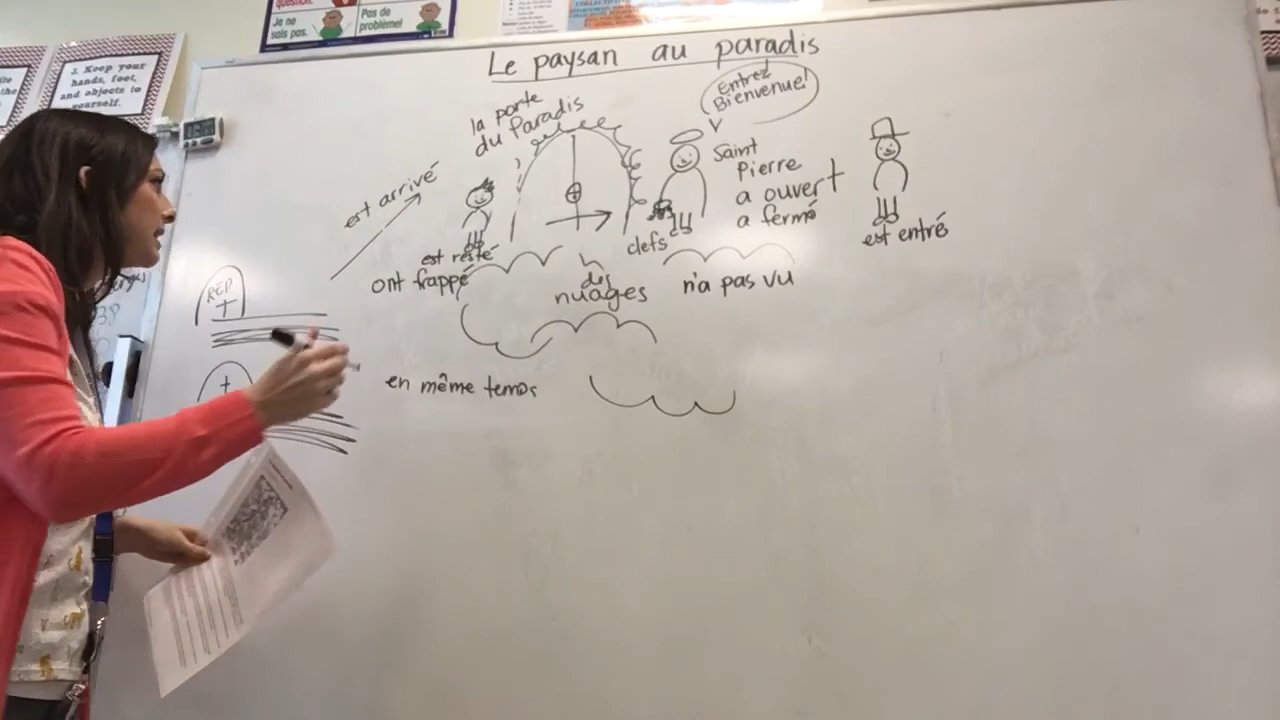 question.
Je ne
sais pas.
Pas de
problème!
3. Keep your
hands, feet,
and objects to
yourself.
Le paysan au paradis
la porte
du Paradis
Entrez
Bienvenue!
est arrivé
Saint
Pierre
a ouvert
a fermé
clefs
est resté
ont frappé
est entré
des
nuages
n'a pas vu
en même temps